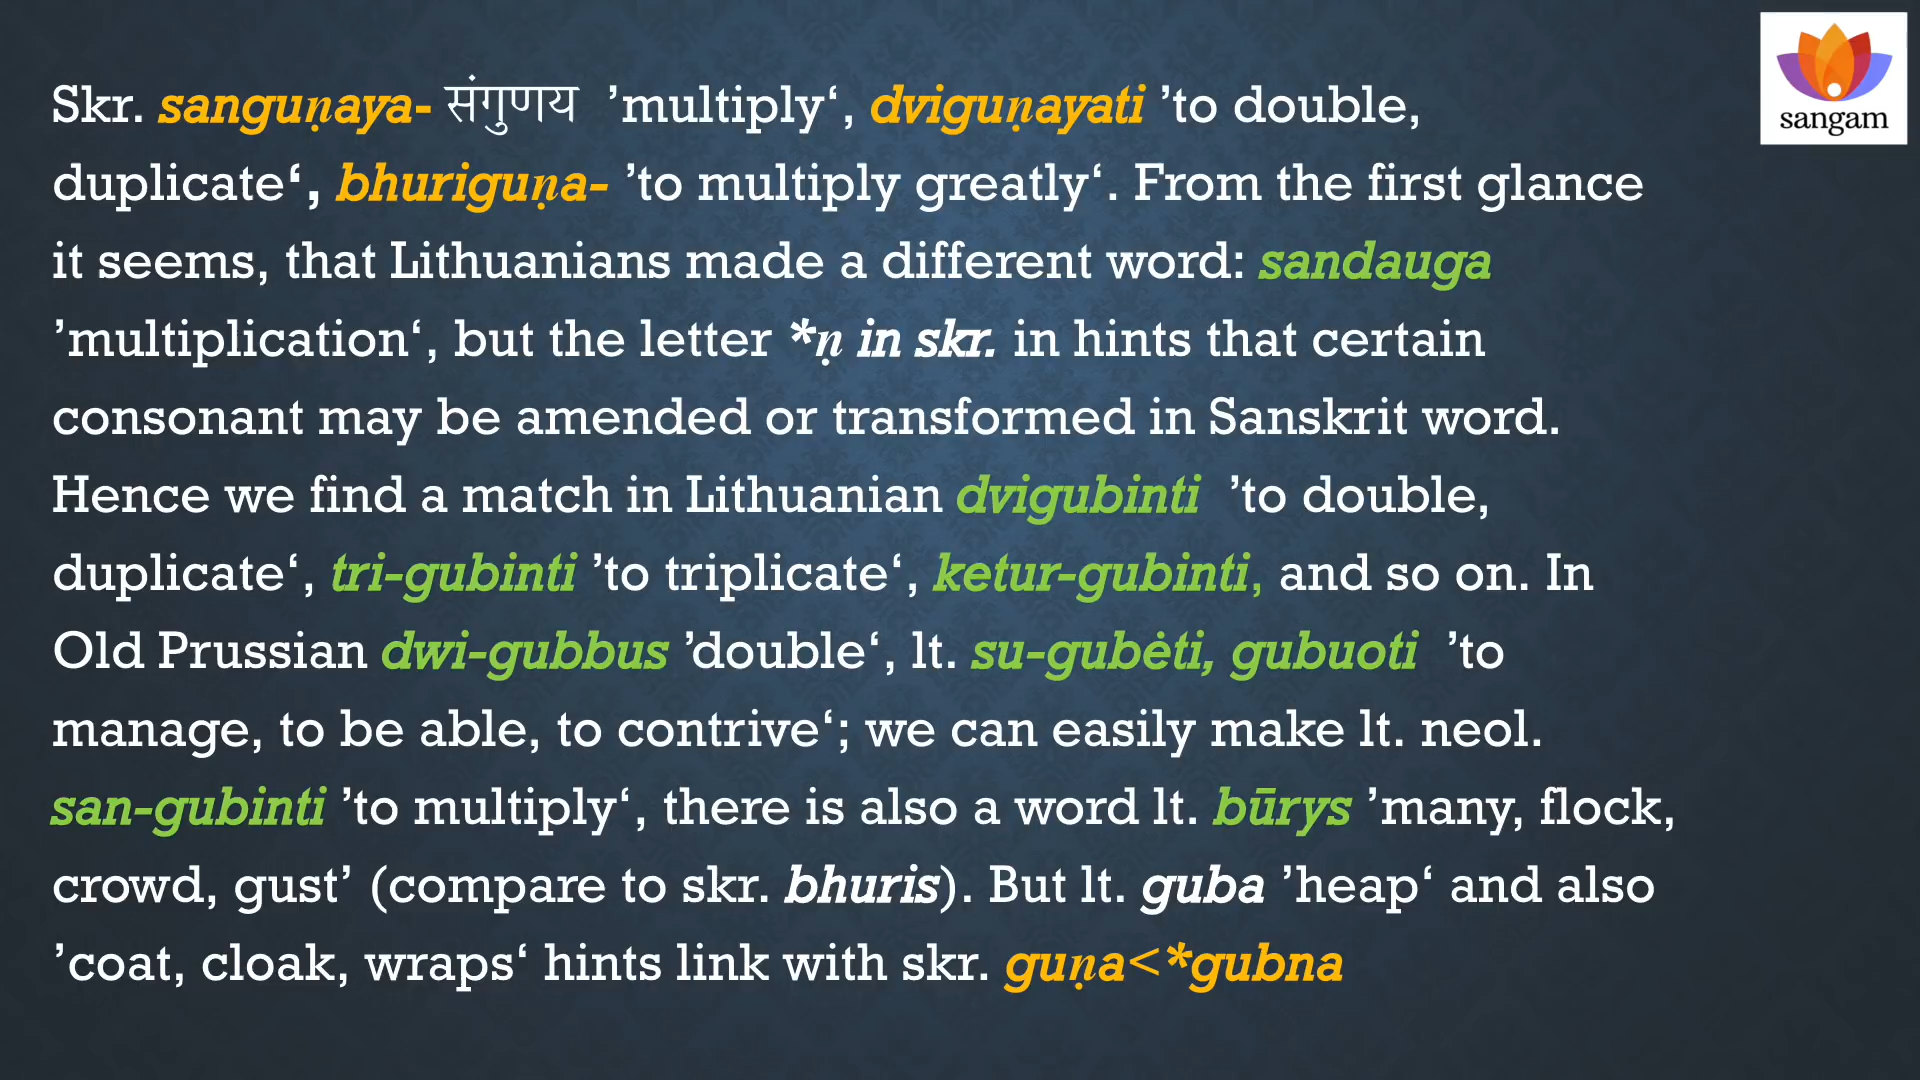 Skr. sanguṇaya- संगुणय ’multiply‘, dviguṇayati ’to double,
duplicate‘, bhuriguṇa- ’to multiply greatly‘. From the first glance
it seems, that Lithuanians made a different word: sandauga
’multiplication‘, but the letter *ṇ in skr. in hints that certain
consonant may be amended or transformed in Sanskrit word.
Hence we find a match in Lithuanian dvigubinti ’to double,
duplicate‘, tri-gubinti ’to triplicate‘, ketur-gubinti, and so on. In
Old Prussian dwi-gubbus ’double‘, lt. su-gubėti, gubuoti ’to
manage, to be able, to contrive‘; we can easily make lt. neol.
san-gubinti ’to multiply‘, there is also a word lt. būrys ’many, flock,
crowd, gust’ (compare to skr. bhuris). But lt. guba ’heap‘ and also
’coat, cloak, wraps‘ hints link with skr. guṇa<*gubna
sangam